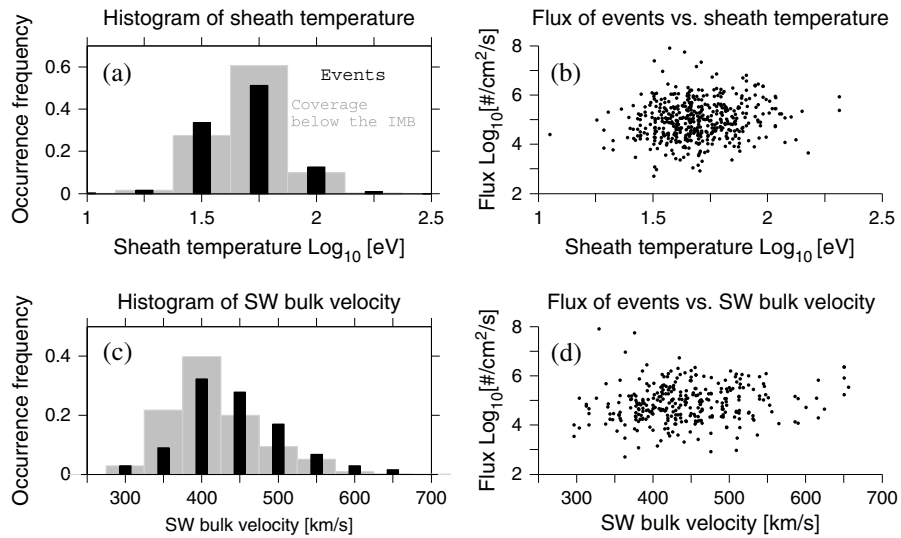 Histogram of sheath temperature
Occurrence frequency
0.6
0.4
0.2
0
(a)
Events
Coverage
below the IMB
1
1.5
2
2.5
Sheath temperature Log10 [eV]
Flux of events vs. sheath temperature
Flux Log10[#/cm^2/s]
8
6
4
2
(b)
1
1.5
2
2.5
Sheath temperature Log10 [eV]
Histogram of SW bulk velocity
Occurrence frequency
0.4
0.2
0
(c)
300
400
500
600
700
SW bulk velocity [km/s]
Flux of events vs. SW bulk velocity
Flux Log10[#/cm^2/s]
8
6
4
2
(d)
300
400
500
600
700
SW bulk velocity [km/s]